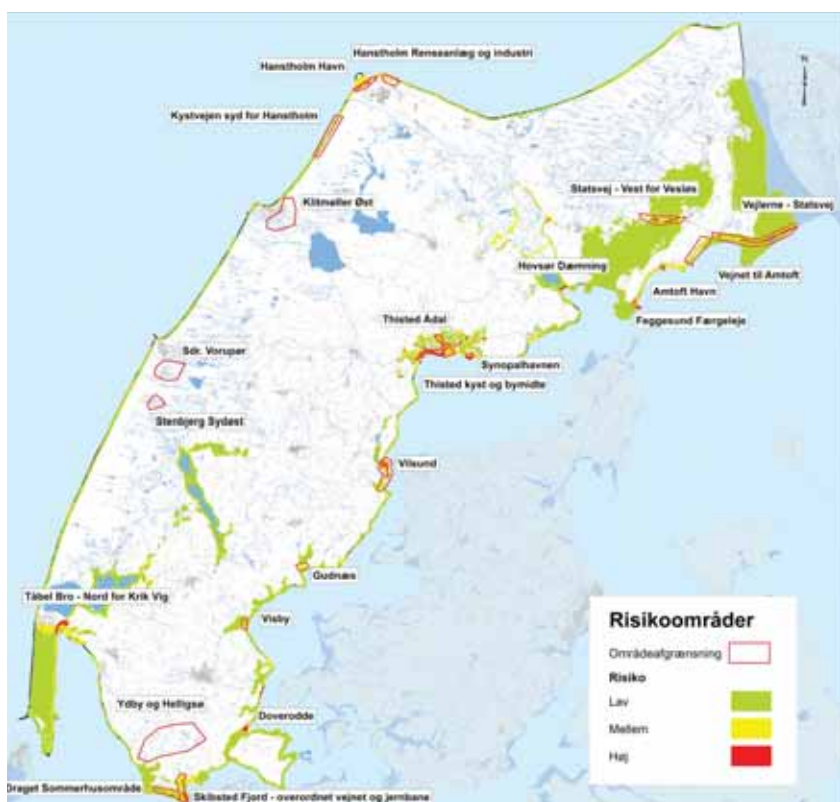 Hanstholm Renseanlæg og industri
Hanstholm Havn
Kystvejen syd for Hanstholm
Klitmøller Øst
Statsvej - Vest for Vesløs
Vejlerne - Statsvej
Hovsør Dæmning
Vejnet til Amtoft
Amtoft Havn
Feggesund Færgeleje
Thisted Ådal
Synopalhavnen
Thisted kyst og bymidte
Sdr. Vorupør
Stenbjerg Sydøst
Vilsund
Gudnæs
Tåbel Bro - Nord for Krik Vig
Visby
Ydby og Helligsø
Doverodde
Draget Sommerhusområde
Skibsted Fjord - overordnet vejnet og jernbane
Risikoområder
Områdeafgrænsning
Risiko
Lav
Mellem
Høj